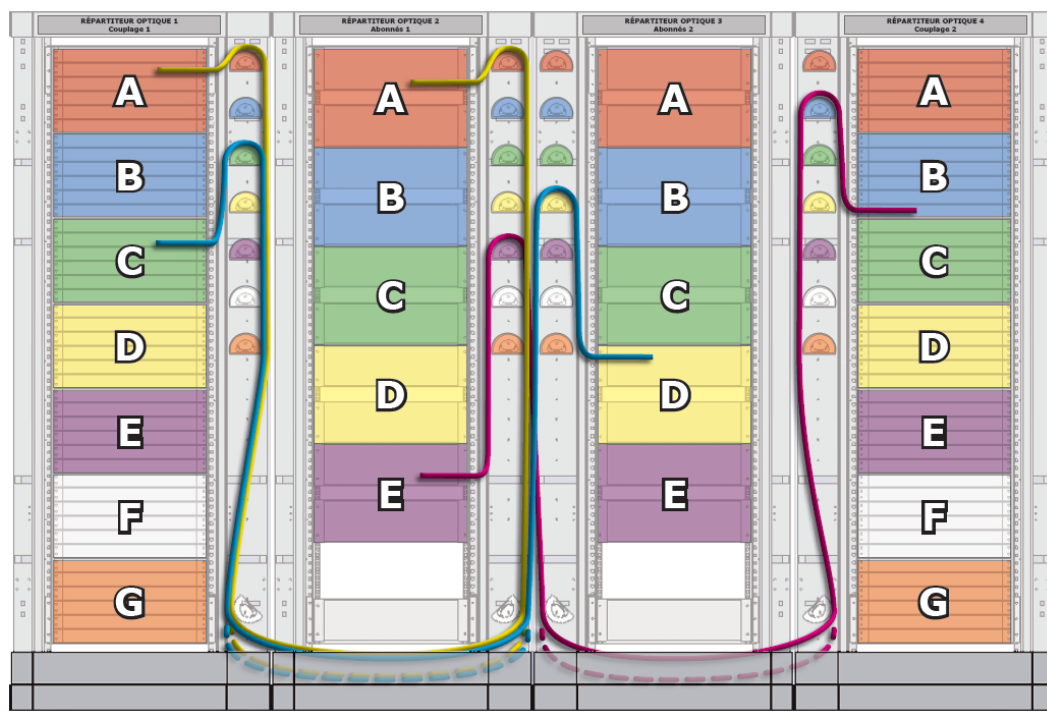 RÉPARTITEUR OPTIQUE 1
Couplage 1
RÉPARTITEUR OPTIQUE 2
Abonnés 1
RÉPARTITEUR OPTIQUE 3
Abonnés 2
RÉPARTITEUR OPTIQUE 4
Couplage 2
A
B
C
D
E
F
G
A
B
C
D
E
A
B
C
D
E
A
B
C
D
E
F
G